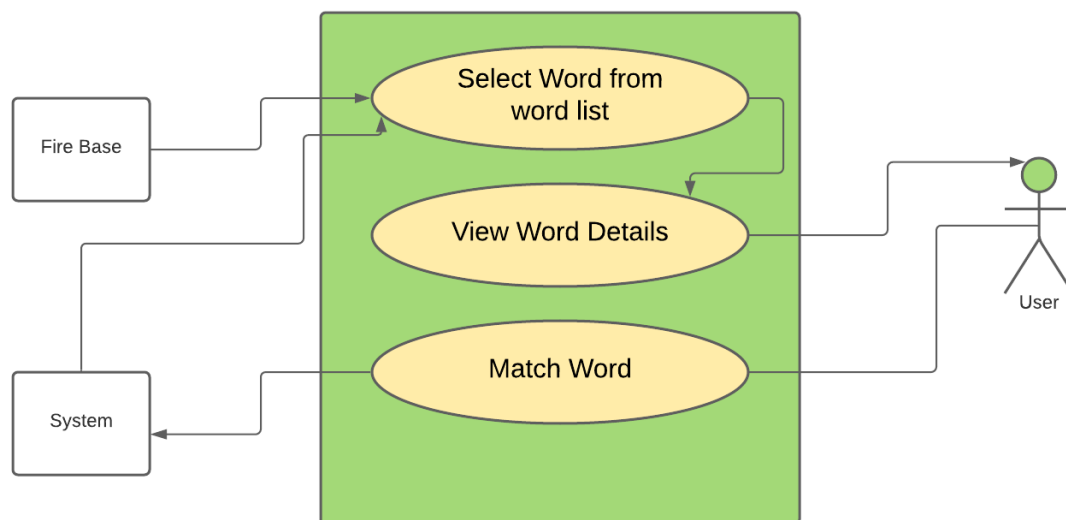 Select Word from
word list
Fire Base
View Word Details
User
Match Word
System